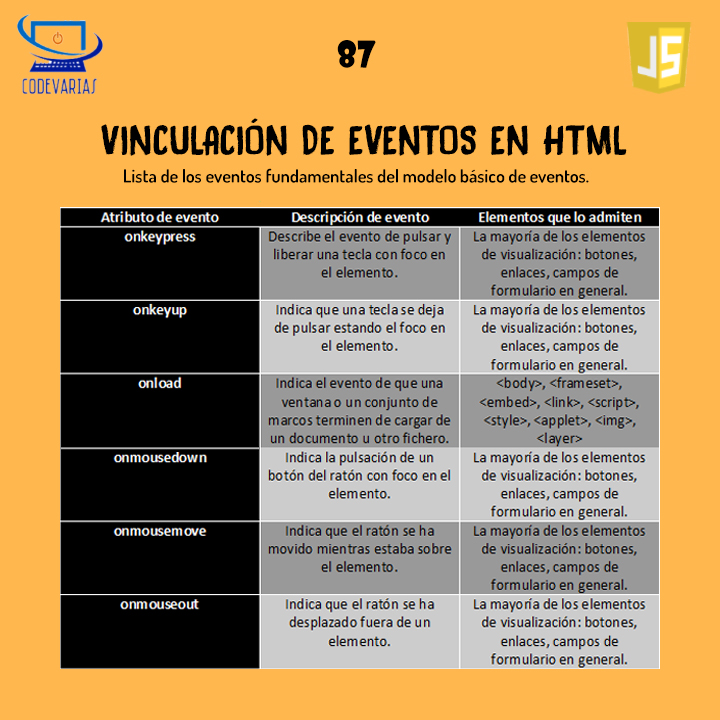 CODEVARIAS
87
JS
VINCULACIÓN DE EVENTOS EN HTML
Lista de los eventos fundamentales del modelo básico de eventos.
Atributo de evento Descripción de evento Elementos que lo admiten
onkeypress
Describe el evento de pulsar y
liberar una tecla con foco en
el elemento.
La mayoría de los elementos
de visualización: botones,
enlaces, campos de
formulario en general.
onkeyup
Indica que una tecla se deja
de pulsar estando el foco en
el elemento.
La mayoría de los elementos
de visualización: botones,
enlaces, campos de
formulario en general.
onload
Indica el evento de que una
ventana o un conjunto de
marcos terminen de cargar de
un documento u otro fichero.
<body>, <frameset>,
<embed>, <link>, <script>,
<style>, <applet>, <img>,
<layer>
onmousedown
Indica la pulsación de un
botón del ratón con foco en el
elemento.
La mayoría de los elementos
de visualización: botones,
enlaces, campos de
formulario en general.
onmousemove
Indica que el ratón se ha
movido mientras estaba sobre
el elemento.
La mayoría de los elementos
de visualización: botones,
enlaces, campos de
formulario en general.
onmouseout
Indica que el ratón se ha
desplazado fuera de un
elemento.
La mayoría de los elementos
de visualización: botones,
enlaces, campos de
formulario en general.